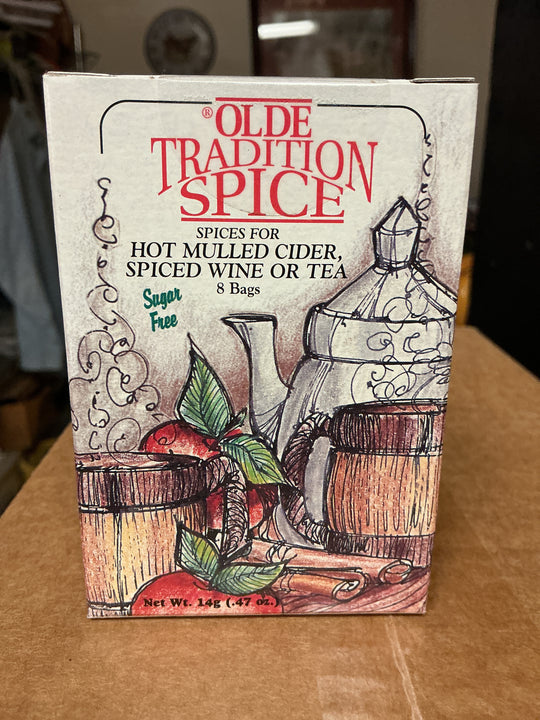 ® OLDE
TRADITION
SPICE
SPICES FOR
HOT MULLED CIDER,
SPICED WINE OR TEA
8 Bags
Sugar
Free
Net Wt. 14g (.47 oz.)